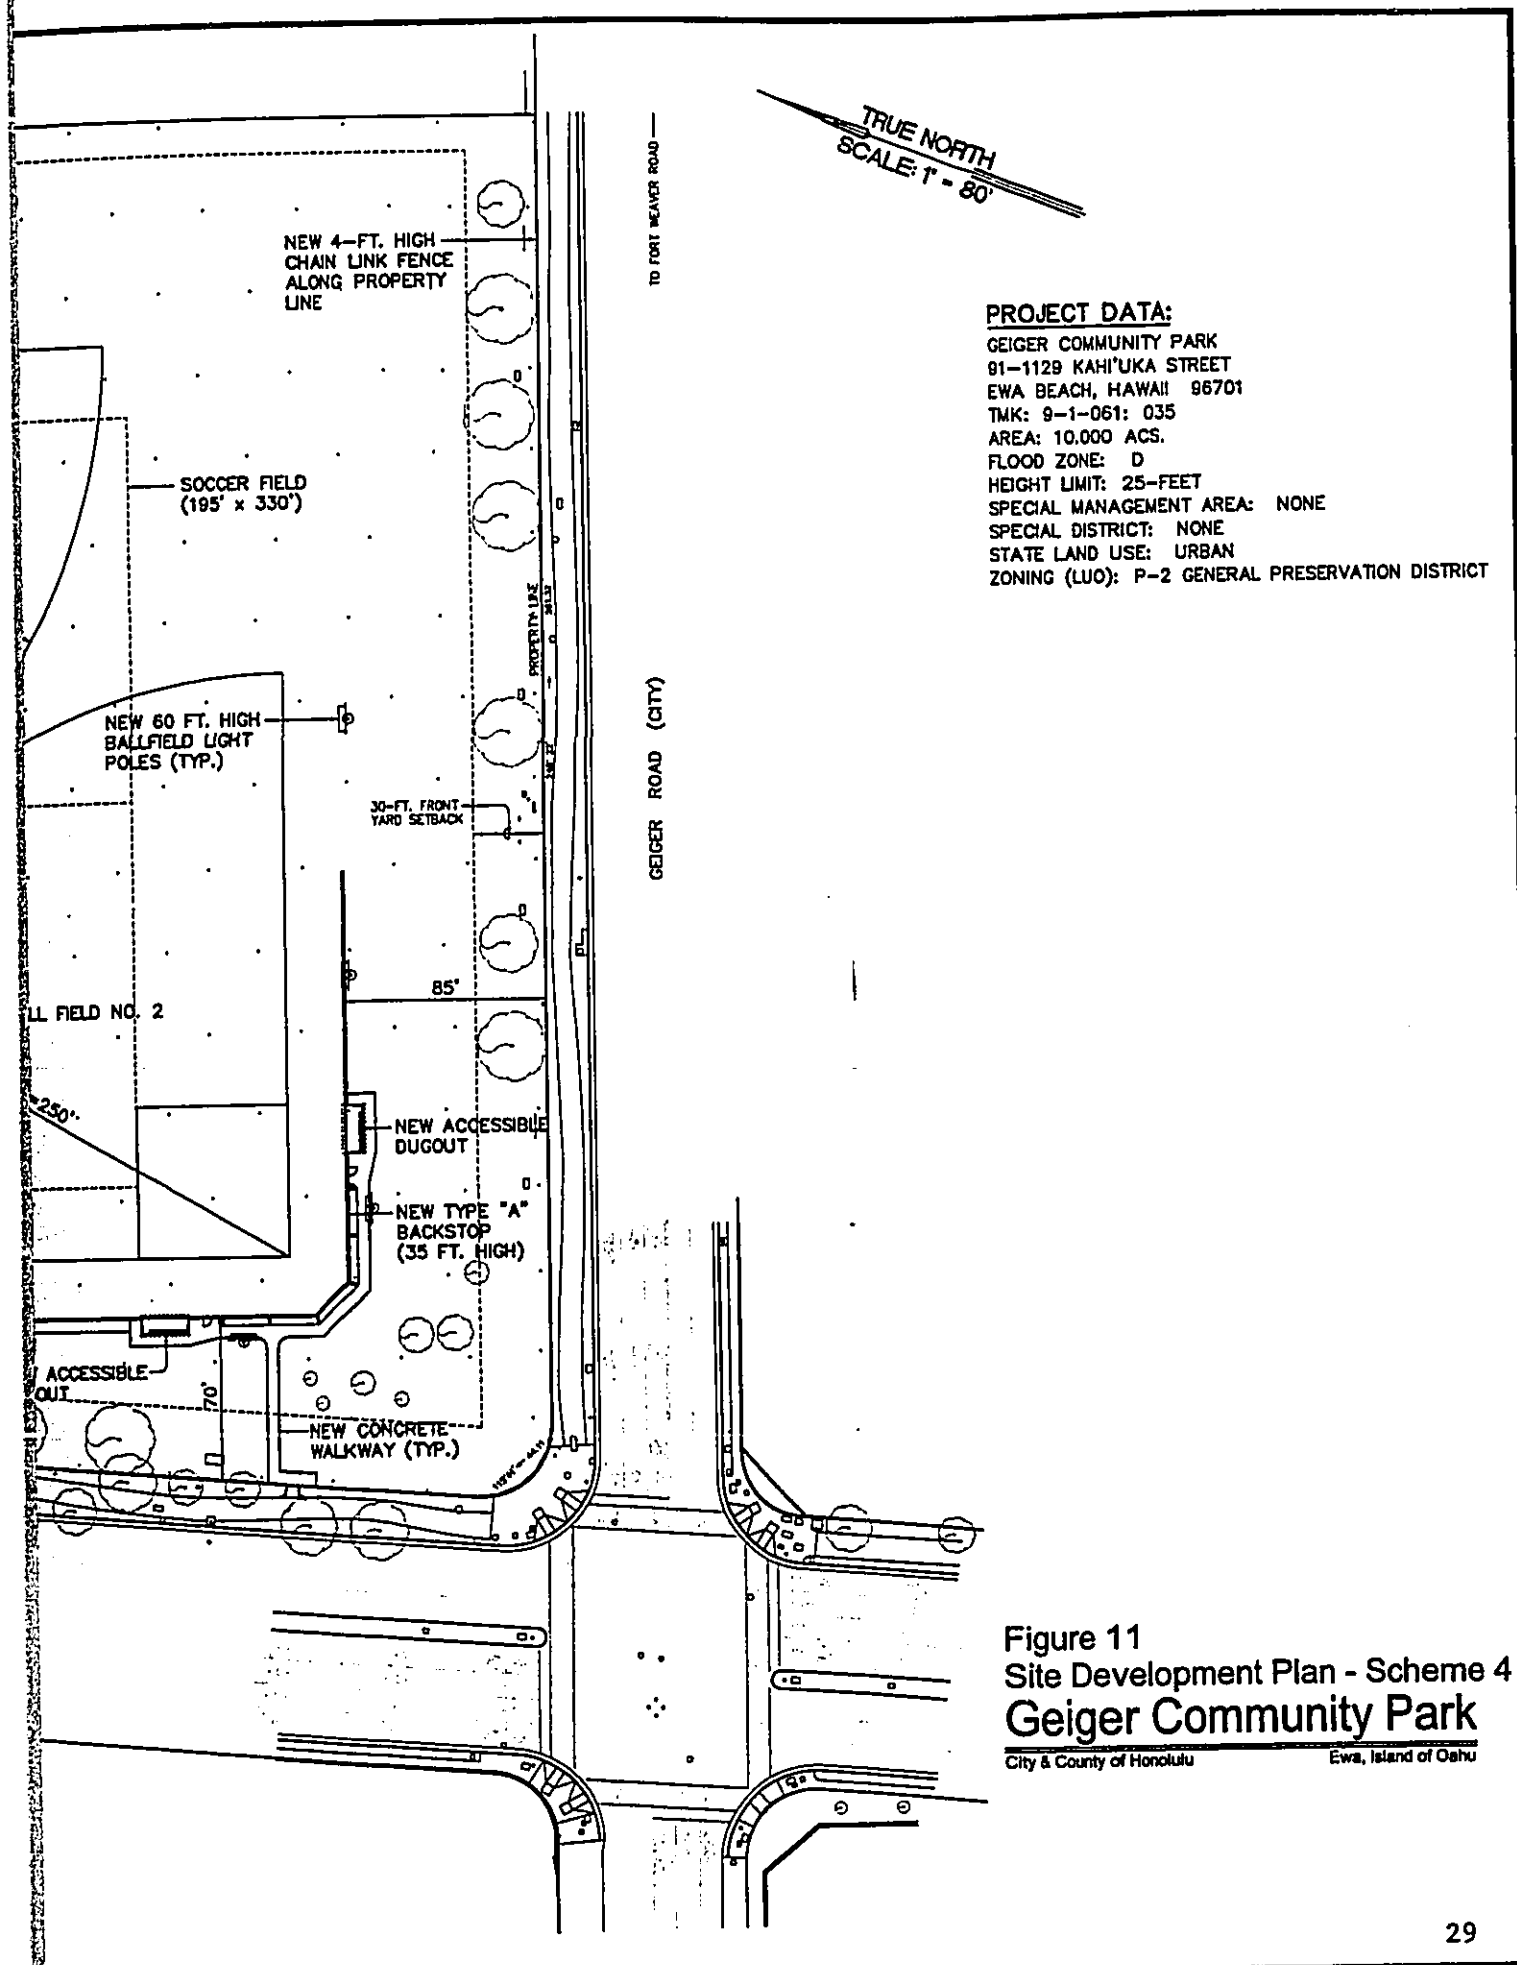 TRUE NORTH
SCALE: 1" = 80'
TO FORT WEAVER ROAD
NEW 4-FT. HIGH
CHAIN LINK FENCE
ALONG PROPERTY
LINE
PROJECT DATA:
GEIGER COMMUNITY PARK
91-1129 KAHI'UKA STREET
EWA BEACH, HAWAII 96701
TMK: 9-1-061: 035
AREA: 10.000 ACS.
FLOOD ZONE: D
HEIGHT LIMIT: 25-FEET
SPECIAL MANAGEMENT AREA: NONE
SPECIAL DISTRICT: NONE
STATE LAND USE: URBAN
ZONING (LUO): P-2 GENERAL PRESERVATION DISTRICT
SOCCER FIELD
(195' x 330')
PROPERTY LINE
NEW 60 FT. HIGH
BALLFIELD LIGHT
POLES (TYP.)
30-FT. FRONT
YARD SETBACK
GEIGER ROAD (CITY)
85'
LL FIELD NO. 2
=250'
NEW ACCESSIBLE
DUGOUT
NEW TYPE "A"
BACKSTOP
(35 FT. HIGH)
ACCESSIBLE
OUT
70'
NEW CONCRETE
WALKWAY (TYP.)
Figure 11
Site Development Plan - Scheme 4
Geiger Community Park
City & County of Honolulu
Ewa, Island of Oahu
29